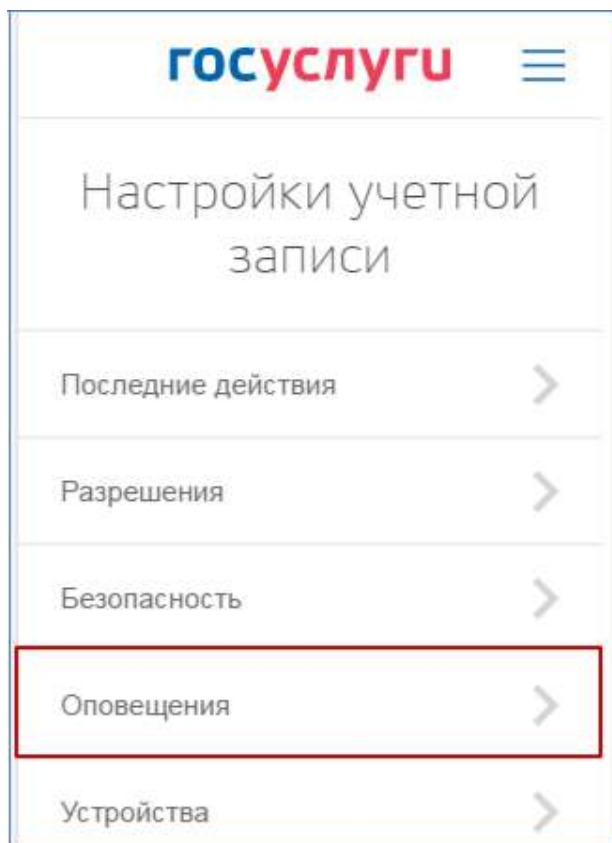 госуслуги
Настройки учетной
записи
Последние действия
Разрешения
Безопасность
Оповещения
Устройства